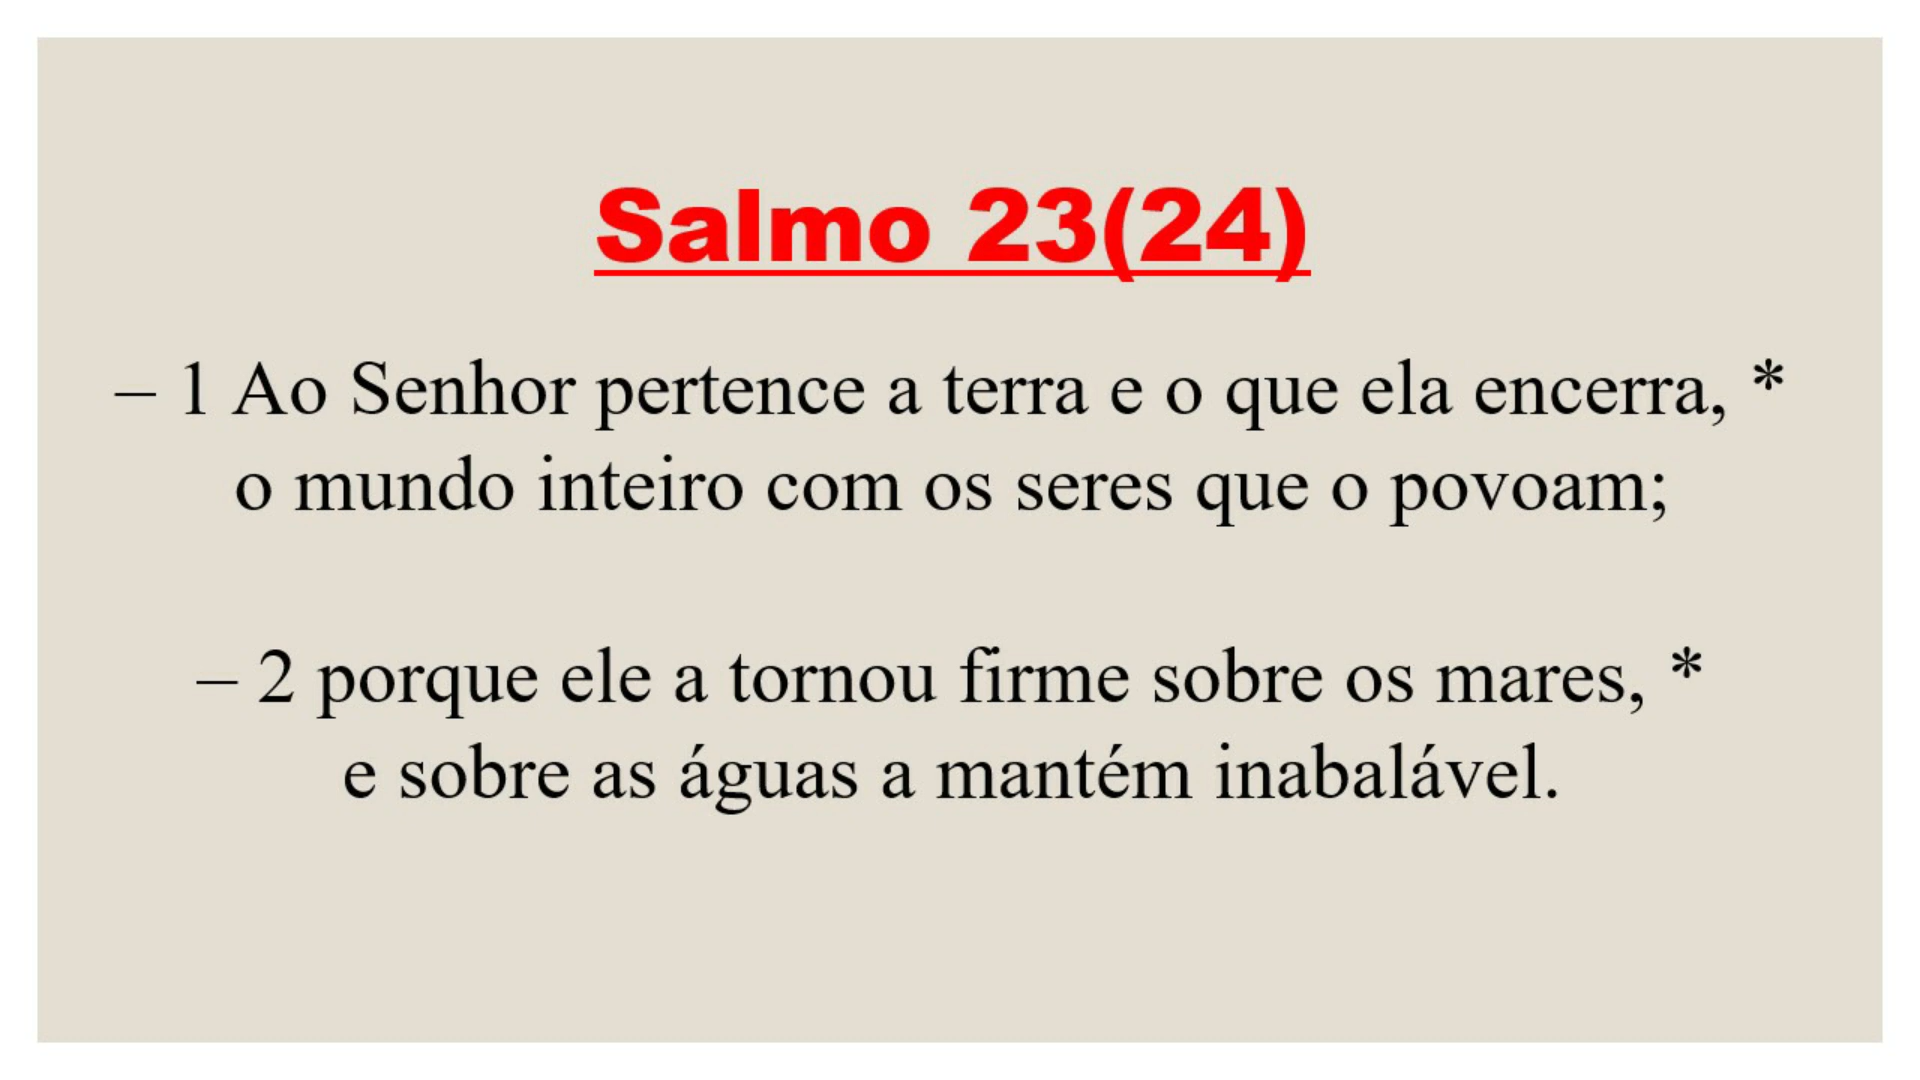 Salmo 23(24)
– 1 Ao Senhor pertence a terra e o que ela encerra, *
o mundo inteiro com os seres que o povoam;
– 2 porque ele a tornou firme sobre os mares, *
e sobre as águas a mantém inabalável.